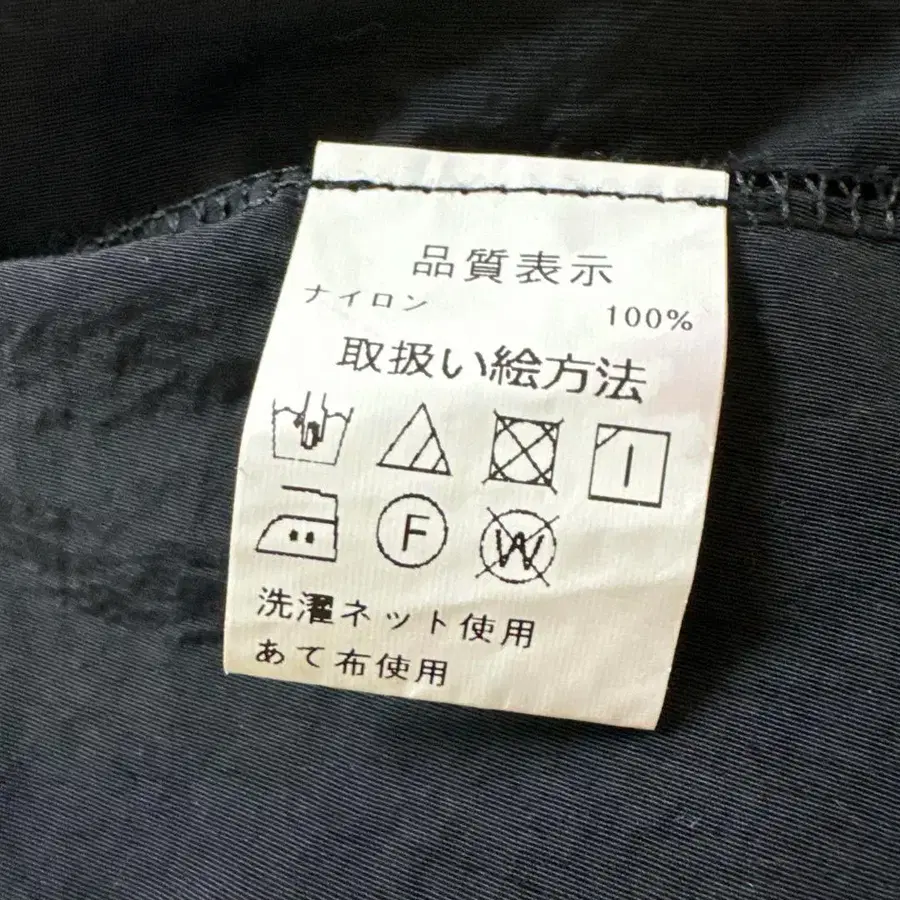 品質表示
ナイロン 100%
取扱い絵方法
F W
洗濯ネット使用
あて布使用